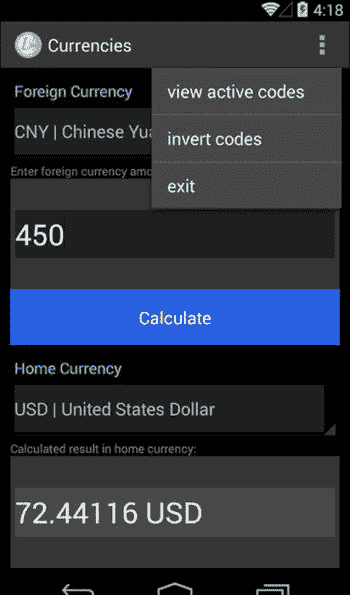 4:18
Currencies
Foreign Currency
view active codes
CNY | Chinese Yua
invert codes
Enter foreign currency amo
exit
450
Calculate
Home Currency
USD | United States Dollar
Calculated result in home currency:
72.44116 USD